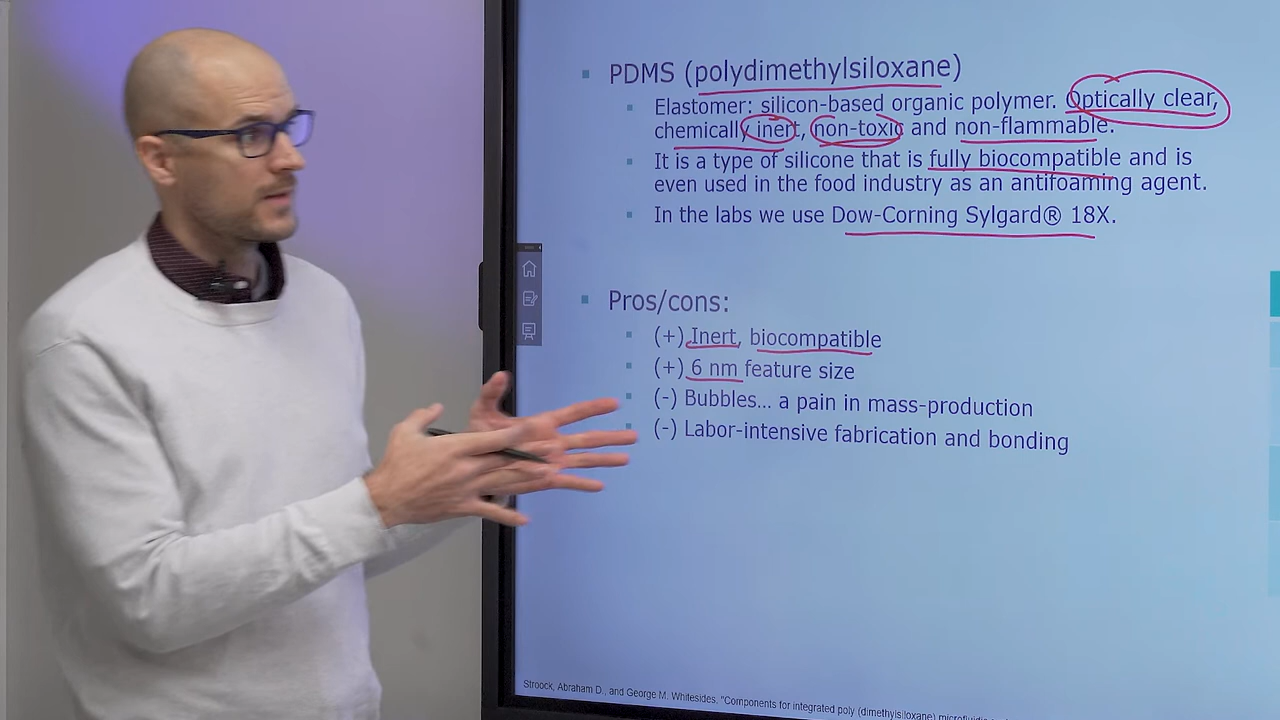 PDMS (polydimethylsiloxane)
Elastomer: silicon-based organic polymer. Optically clear,
chemically inert, non-toxic and non-flammable.
It is a type of silicone that is fully biocompatible and is
even used in the food industry as an antifoaming agent.
In the labs we use Dow-Corning Sylgard® 18X.
Pros/cons:
(+) Inert, biocompatible
(+) 6 nm feature size
(-) Bubbles... a pain in mass-production
(-) Labor-intensive fabrication and bonding
Stroock, Abraham D., and George M. Whitesides. "Components for integrated poly (dimethylsiloxane)